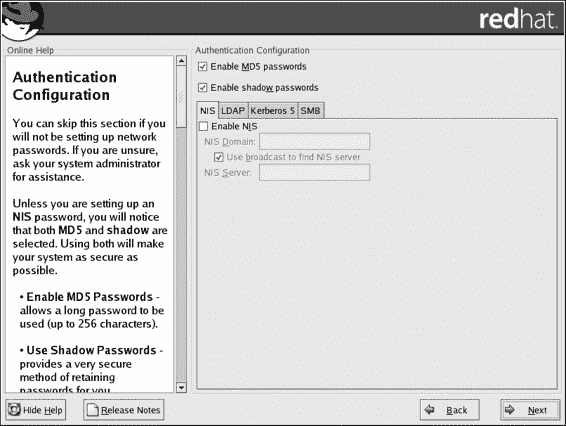 redhat.
Online Help
Authentication
Configuration
You can skip this section if you
will not be setting up network
passwords. If you are unsure,
ask your system administrator
for assistance.
Unless you are setting up an
NIS password, you will notice
that both MD5 and shadow are
selected. Using both will make
your system as secure as
possible.
• Enable MD5 Passwords -
allows a long password to be
used (up to 256 characters).
• Use Shadow Passwords -
provides a very secure
method of retaining
passwords for you.
Authentication Configuration
Enable MD5 passwords
Enable shadow passwords
NIS LDAP Kerberos 5 SMB
Enable NIS
NIS Domain:
Use broadcast to find NIS server
NIS Server:
Hide Help
Release Notes
Back
Next